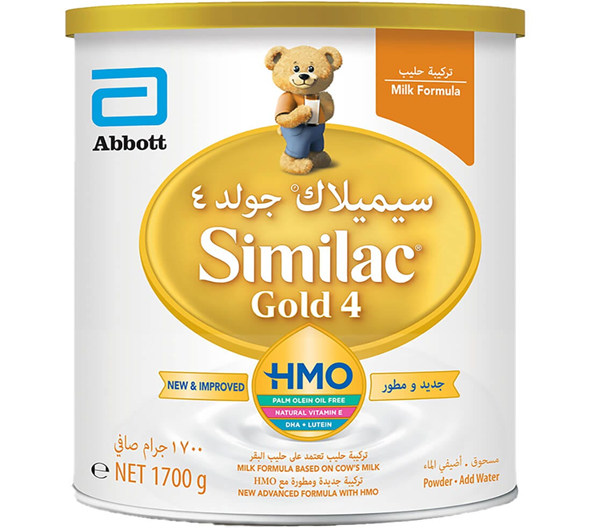 Abbott
تركيبة حليب
Milk Formula
سيميلاك® جولد ٤
Similac®
Gold 4
NEW & IMPROVED
HMO
جديد و مطور
PALM OLEIN OIL FREE
NATURAL VITAMIN E
DHA + LUTEIN
١٧٠٠ جرام صافي
℮ NET 1700 g
تركيبة حليب تعتمد على حليب البقر
MILK FORMULA BASED ON COW'S MILK
تركيبة جديدة ومطورة مع HMO
NEW ADVANCED FORMULA WITH HMO
مسحوق . أضيفي الماء
Powder • Add Water